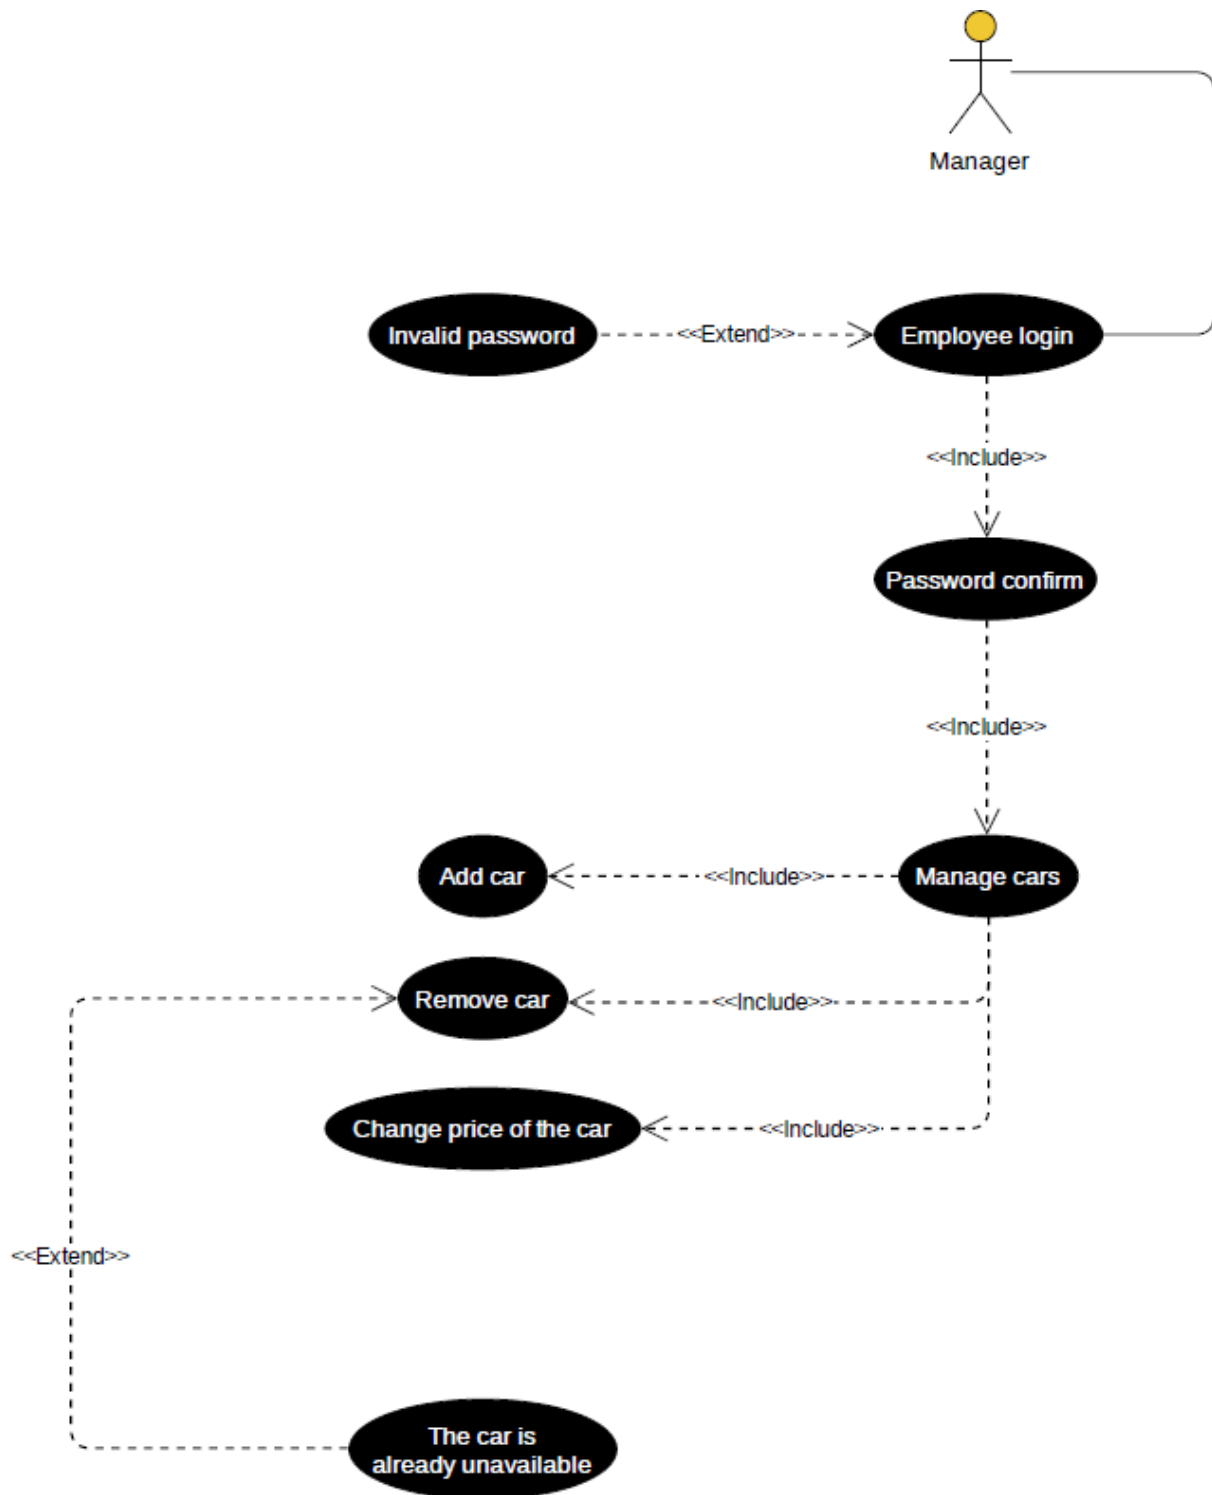 Manager
Invalid password
<<Extend>>
Employee login
<<Include>>
Password confirm
<<Include>>
Add car
<<Include>>
Manage cars
Remove car
<<Include>>
Change price of the car
<<Include>>
<<Extend>>
The car is
already unavailable